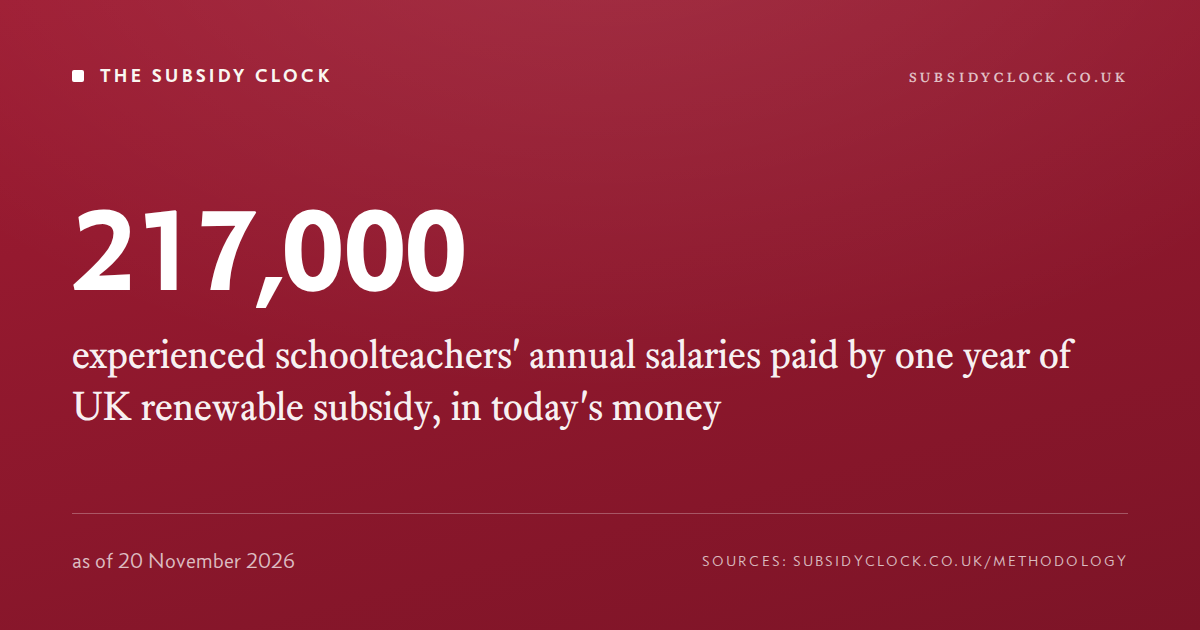 THE SUBSIDY CLOCK
SUBSIDYCLOCK.CO.UK
217,000
experienced schoolteachers' annual salaries paid by one year of
UK renewable subsidy, in today's money
as of 20 November 2026
SOURCES: SUBSIDYCLOCK.CO.UK/METHODOLOGY